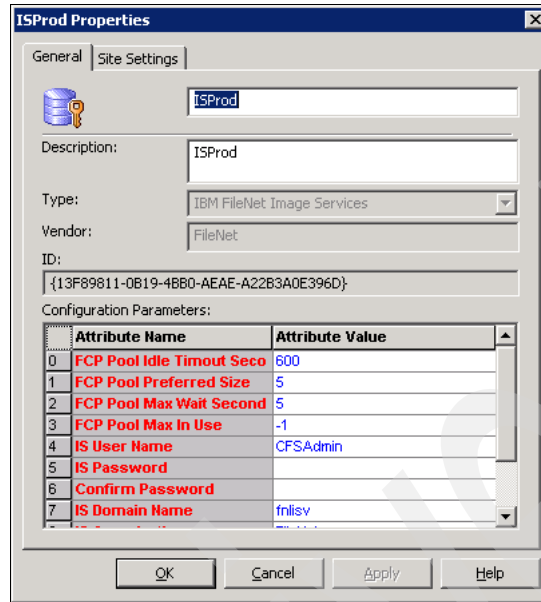 ISProd Properties
General Site Settings
ISProd
Description: ISProd
Type: IBM FileNet Image Services
Vendor: FileNet
ID:
{13F89811-0B19-4BB0-AEAE-A22B3A0E396D}
Configuration Parameters:
Attribute Name Attribute Value
0 FCP Pool Idle Timout Seco 600
1 FCP Pool Preferred Size 5
2 FCP Pool Max Wait Second 5
3 FCP Pool Max In Use -1
4 IS User Name CFSAdmin
5 IS Password
6 Confirm Password
7 IS Domain Name fnlisv
OK Cancel Apply Help